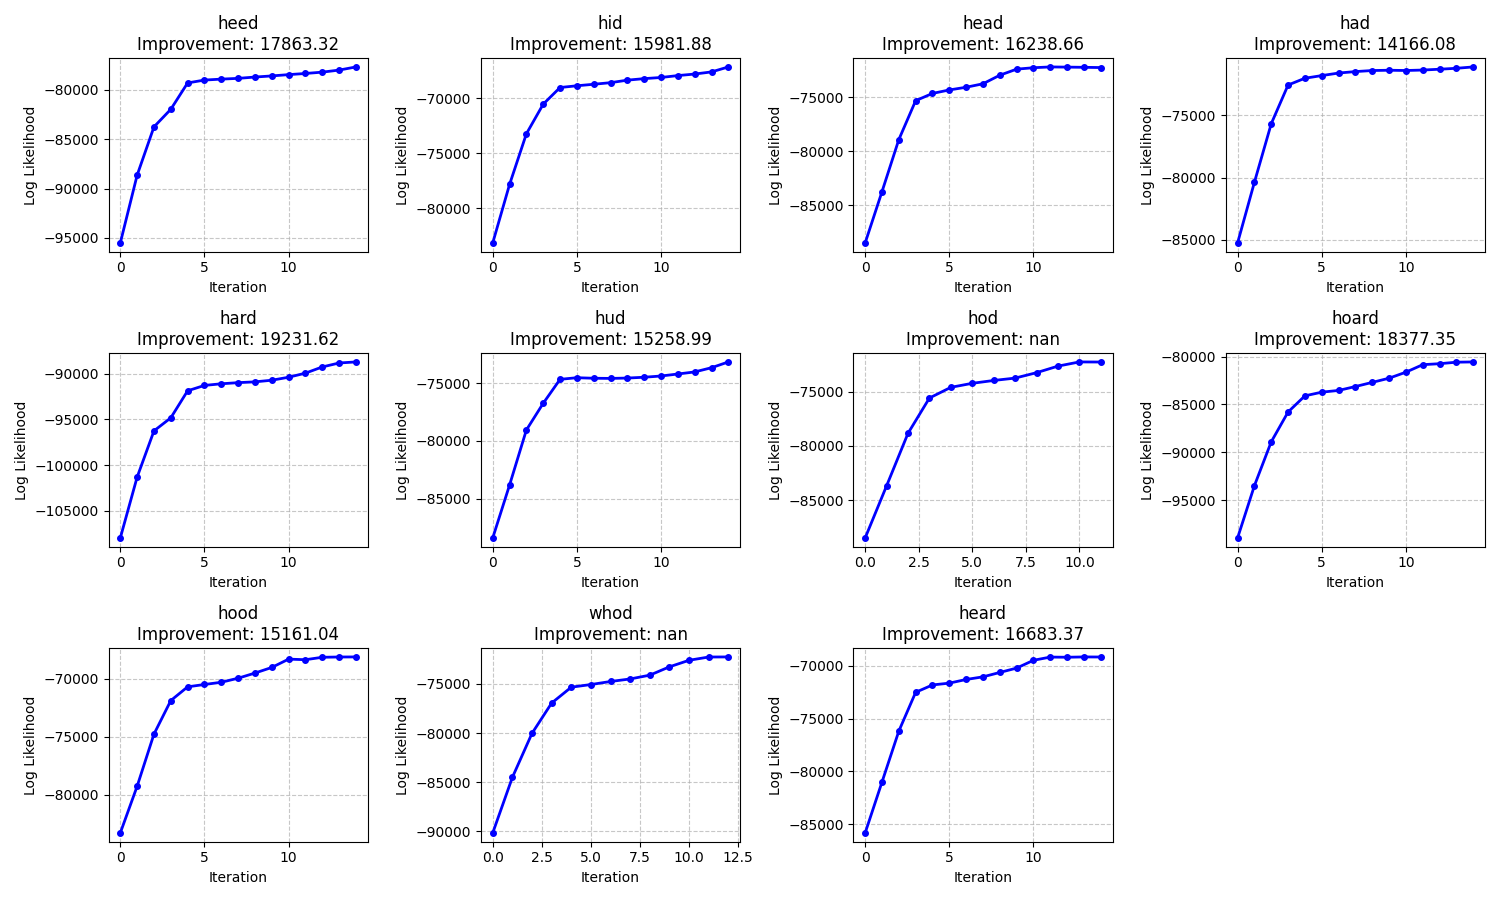 heed
Improvement: 17863.32
−80000
−85000
−90000
−95000
Log Likelihood
0 5 10
Iteration
hid
Improvement: 15981.88
−70000
−75000
−80000
Log Likelihood
0 5 10
Iteration
head
Improvement: 16238.66
−75000
−80000
−85000
Log Likelihood
0 5 10
Iteration
had
Improvement: 14166.08
−75000
−80000
−85000
Log Likelihood
0 5 10
Iteration
hard
Improvement: 19231.62
−90000
−95000
−100000
−105000
Log Likelihood
0 5 10
Iteration
hud
Improvement: 15258.99
−75000
−80000
−85000
Log Likelihood
0 5 10
Iteration
hod
Improvement: nan
−75000
−80000
−85000
Log Likelihood
0.0 2.5 5.0 7.5 10.0
Iteration
hoard
Improvement: 18377.35
−80000
−85000
−90000
−95000
Log Likelihood
0 5 10
Iteration
hood
Improvement: 15161.04
−70000
−75000
−80000
Log Likelihood
0 5 10
Iteration
whod
Improvement: nan
−75000
−80000
−85000
−90000
Log Likelihood
0.0 2.5 5.0 7.5 10.0 12.5
Iteration
heard
Improvement: 16683.37
−70000
−75000
−80000
−85000
Log Likelihood
0 5 10
Iteration